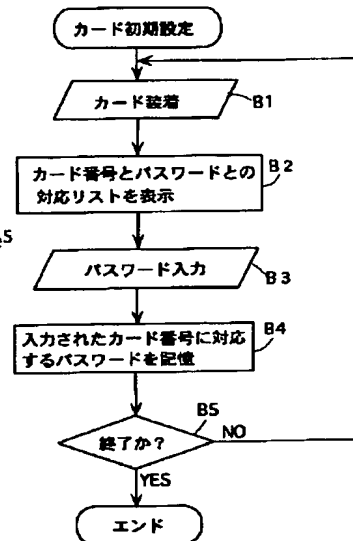 カード初期設定
カード装着
B1
カード番号とパスワードとの
対応リストを表示
B2
パスワード入力
B3
入力されたカード番号に対応
するパスワードを記憶
B4
終了か?
B5
NO
YES
エンド